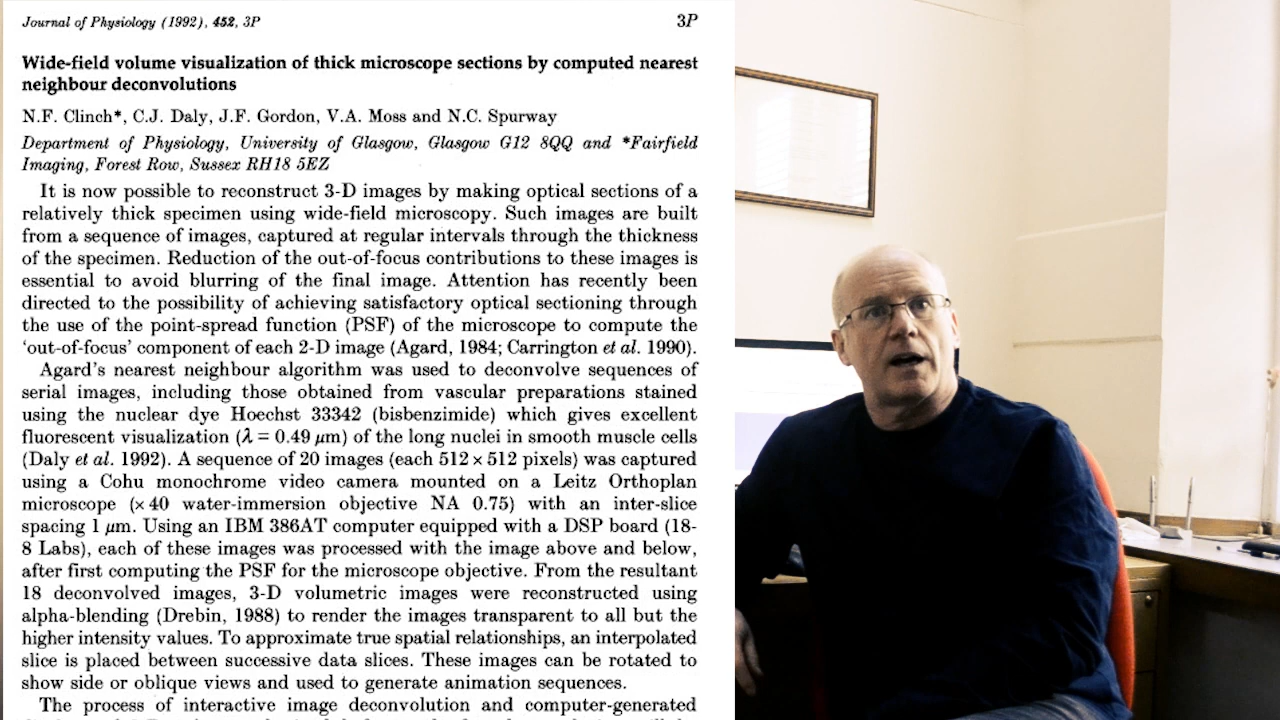 Journal of Physiology (1992), 452, 3P
3P
Wide-field volume visualization of thick microscope sections by computed nearest
neighbour deconvolutions
N.F. Clinch*, C.J. Daly, J.F. Gordon, V.A. Moss and N.C. Spurway
Department of Physiology, University of Glasgow, Glasgow G12 8QQ and *Fairfield
Imaging, Forest Row, Sussex RH18 5EZ
It is now possible to reconstruct 3-D images by making optical sections of a
relatively thick specimen using wide-field microscopy. Such images are built
from a sequence of images, captured at regular intervals through the thickness
of the specimen. Reduction of the out-of-focus contributions to these images is
essential to avoid blurring of the final image. Attention has recently been
directed to the possibility of achieving satisfactory optical sectioning through
the use of the point-spread function (PSF) of the microscope to compute the
‘out-of-focus’ component of each 2-D image (Agard, 1984; Carrington et al. 1990).
Agard's nearest neighbour algorithm was used to deconvolve sequences of
serial images, including those obtained from vascular preparations stained
using the nuclear dye Hoechst 33342 (bisbenzimide) which gives excellent
fluorescent visualization (λ = 0.49 μm) of the long nuclei in smooth muscle cells
(Daly et al. 1992). A sequence of 20 images (each 512 × 512 pixels) was captured
using a Cohu monochrome video camera mounted on a Leitz Orthoplan
microscope (× 40 water-immersion objective NA 0.75) with an inter-slice
spacing 1 μm. Using an IBM 386AT computer equipped with a DSP board (18-
8 Labs), each of these images was processed with the image above and below,
after first computing the PSF for the microscope objective. From the resultant
18 deconvolved images, 3-D volumetric images were reconstructed using
alpha-blending (Drebin, 1988) to render the images transparent to all but the
higher intensity values. To approximate true spatial relationships, an interpolated
slice is placed between successive data slices. These images can be rotated to
show side or oblique views and used to generate animation sequences.
The process of interactive image deconvolution and computer-generated